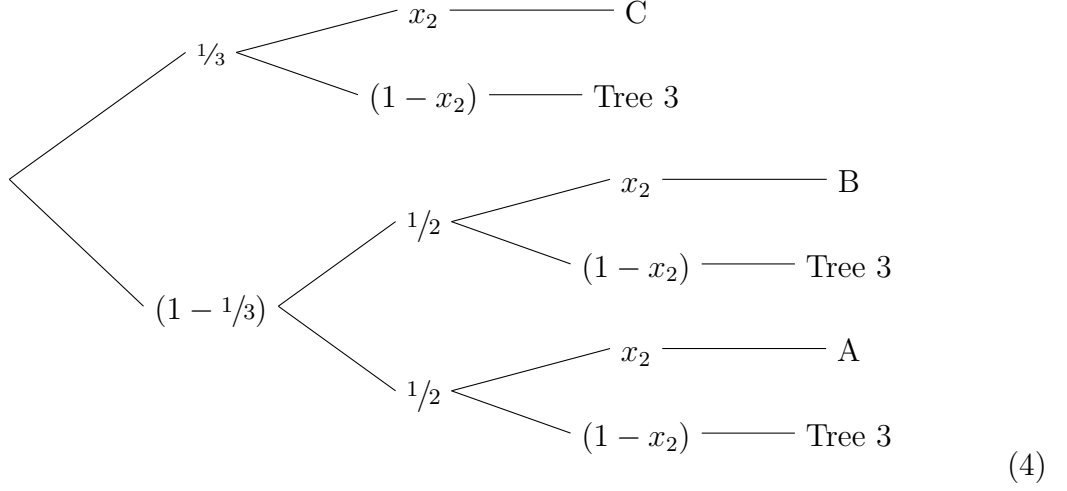 x₂ C
1/3
(1 − x₂) Tree 3
x₂ B
1/2
(1 − x₂) Tree 3
(1 − 1/3)
x₂ A
1/2
(1 − x₂) Tree 3
(4)